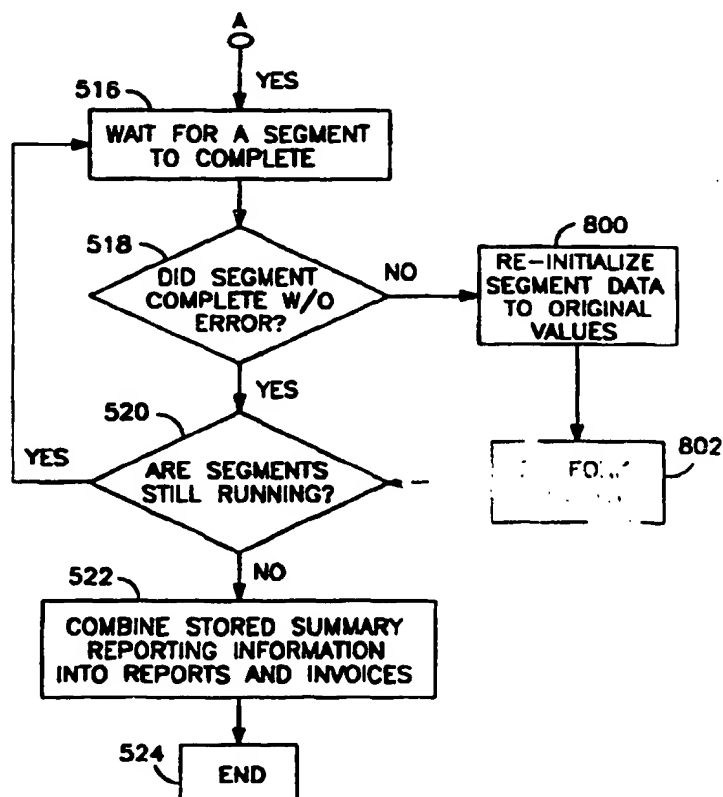 A
YES
516
WAIT FOR A SEGMENT
TO COMPLETE
518
DID SEGMENT
COMPLETE W/O
ERROR?
NO
800
RE-INITIALIZE
SEGMENT DATA
TO ORIGINAL
VALUES
YES
520
YES
ARE SEGMENTS
STILL RUNNING?
802
NO
522
COMBINE STORED SUMMARY
REPORTING INFORMATION
INTO REPORTS AND INVOICES
524
END